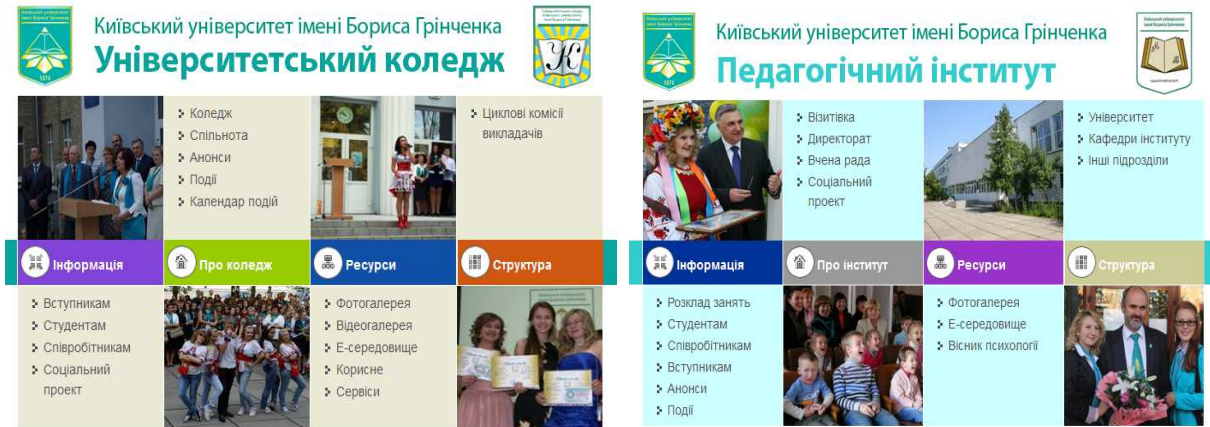 Київський університет імені Бориса Грінченка
Університетський коледж
Коледж
Спільнота
Анонси
Події
Календар подій
Циклові комісії
викладачів
Інформація
Про коледж
Ресурси
Структура
Вступникам
Студентам
Співробітникам
Соціальний
проект
Фотогалерея
Відеогалерея
Е-середовище
Корисне
Сервіси
Київський університет імені Бориса Грінченка
Педагогічний інститут
Візитівка
Директорат
Вчена рада
Соціальний
проект
Університет
Кафедри інституту
Інші підрозділи
Інформація
Про інститут
Ресурси
Структура
Розклад занять
Студентам
Співробітникам
Вступникам
Анонси
Події
Фотогалерея
Е-середовище
Вісник психології